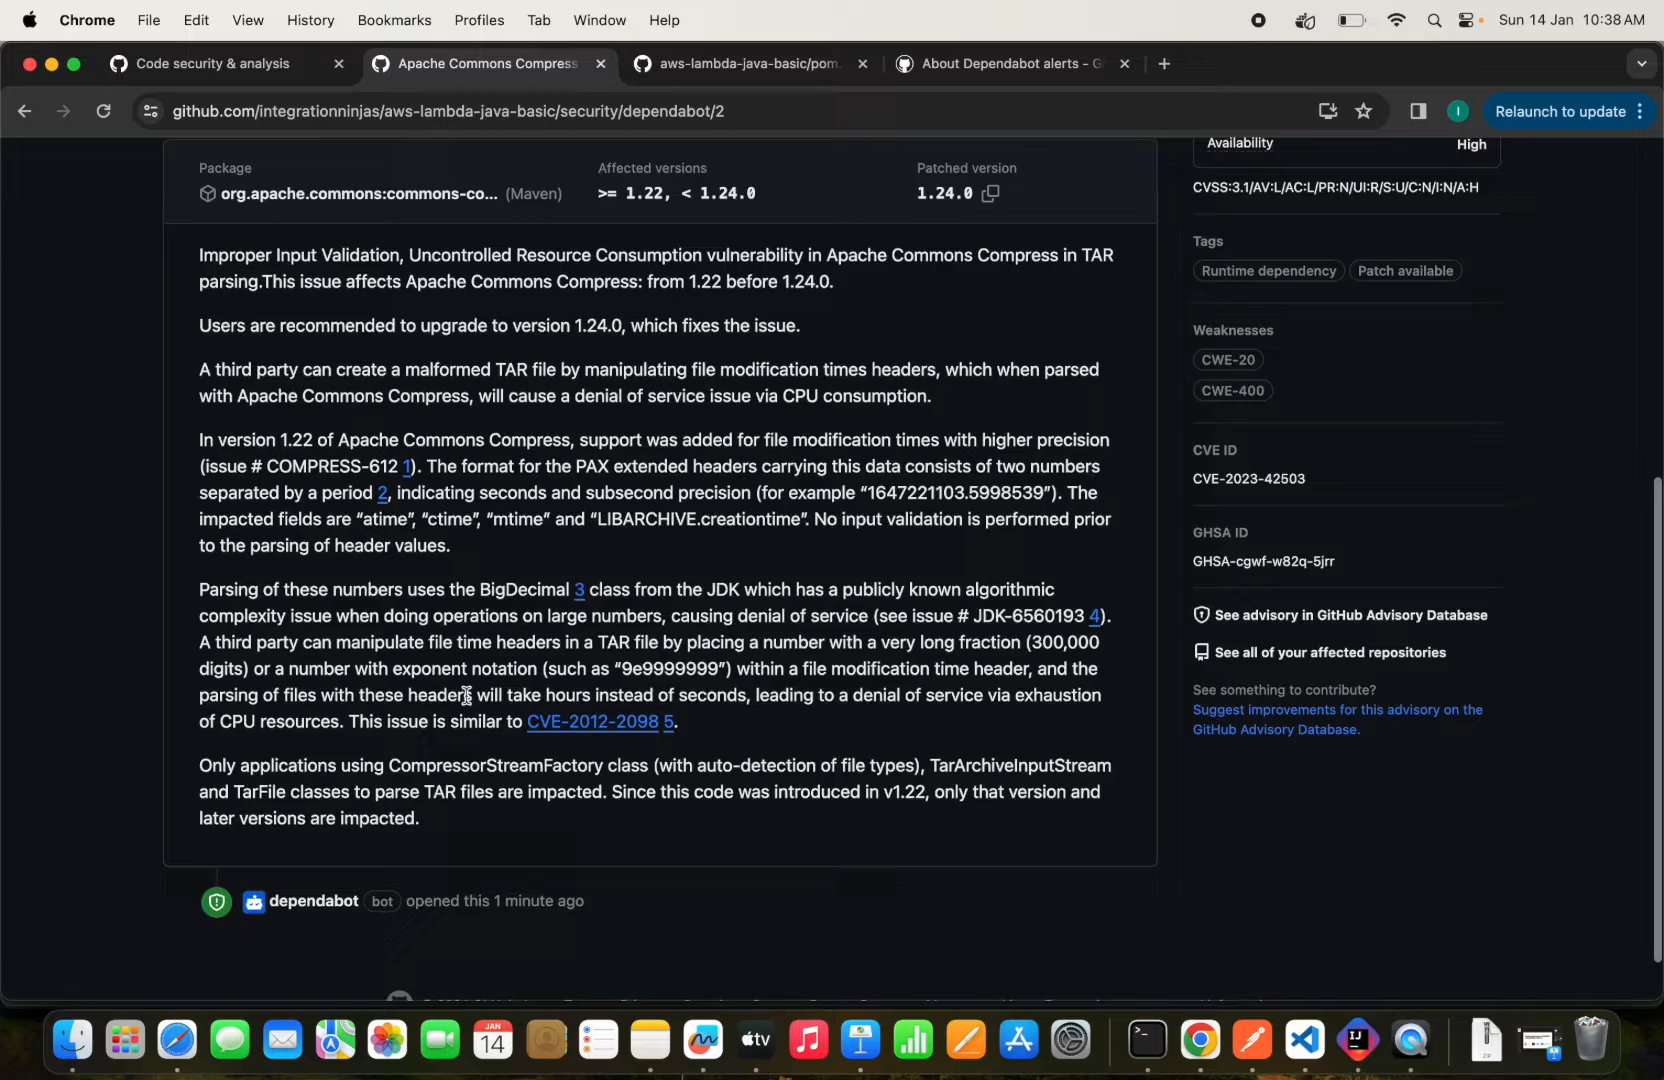 Chrome File Edit View History Bookmarks Profiles Tab Window Help Sun 14 Jan 10:38 AM
Code security & analysis Apache Commons Compress aws-lambda-java-basic/pom. About Dependabot alerts - G
github.com/integrationninjas/aws-lambda-java-basic/security/dependabot/2 I Relaunch to update
Package Affected versions Patched version
org.apache.commons:commons-co... (Maven) >= 1.22, < 1.24.0 1.24.0
Improper Input Validation, Uncontrolled Resource Consumption vulnerability in Apache Commons Compress in TAR
parsing.This issue affects Apache Commons Compress: from 1.22 before 1.24.0.
Users are recommended to upgrade to version 1.24.0, which fixes the issue.
A third party can create a malformed TAR file by manipulating file modification times headers, which when parsed
with Apache Commons Compress, will cause a denial of service issue via CPU consumption.
In version 1.22 of Apache Commons Compress, support was added for file modification times with higher precision
(issue # COMPRESS-612 1). The format for the PAX extended headers carrying this data consists of two numbers
separated by a period 2, indicating seconds and subsecond precision (for example “1647221103.5998539”). The
impacted fields are “atime”, “ctime”, “mtime” and “LIBARCHIVE.creationtime”. No input validation is performed prior
to the parsing of header values.
Parsing of these numbers uses the BigDecimal 3 class from the JDK which has a publicly known algorithmic
complexity issue when doing operations on large numbers, causing denial of service (see issue # JDK-6560193 4).
A third party can manipulate file time headers in a TAR file by placing a number with a very long fraction (300,000
digits) or a number with exponent notation (such as “9e9999999”) within a file modification time header, and the
parsing of files with these headers will take hours instead of seconds, leading to a denial of service via exhaustion
of CPU resources. This issue is similar to CVE-2012-2098 5.
Only applications using CompressorStreamFactory class (with auto-detection of file types), TarArchiveInputStream
and TarFile classes to parse TAR files are impacted. Since this code was introduced in v1.22, only that version and
later versions are impacted.
dependabot bot opened this 1 minute ago
Availability High
CVSS:3.1/AV:L/AC:L/PR:N/UI:R/S:U/C:N/I:N/A:H
Tags
Runtime dependency Patch available
Weaknesses
CWE-20
CWE-400
CVE ID
CVE-2023-42503
GHSA ID
GHSA-cgwf-w82q-5jrr
See advisory in GitHub Advisory Database
See all of your affected repositories
See something to contribute?
Suggest improvements for this advisory on the
GitHub Advisory Database.
JAN
14
tv
IJ
ZIP